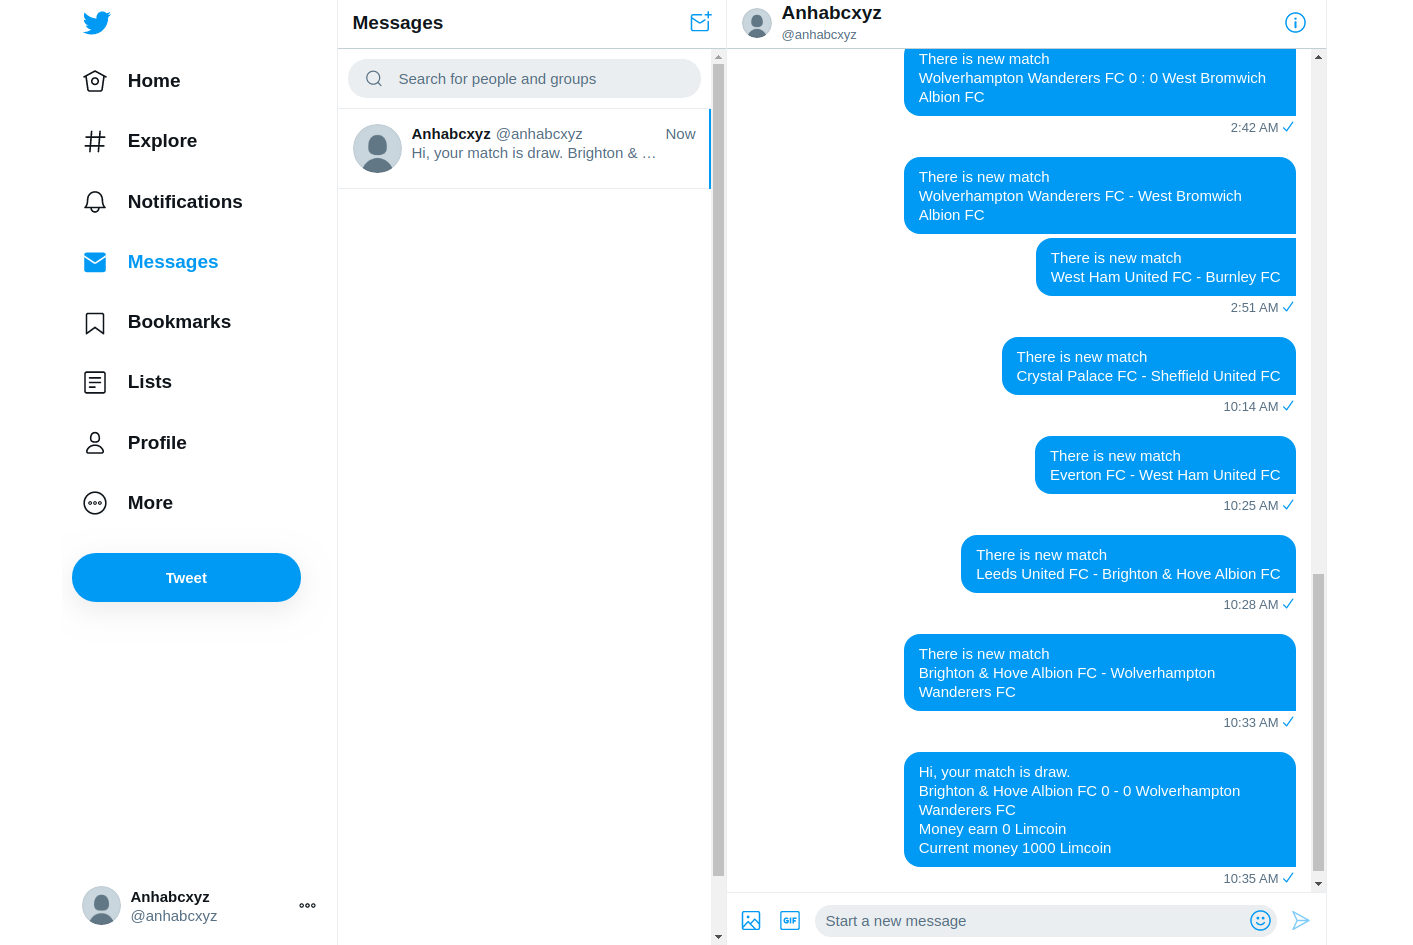 Home
Explore
Notifications
Messages
Bookmarks
Lists
Profile
More
Tweet
Anhabcxyz
@anhabcxyz
Messages
Search for people and groups
Anhabcxyz @anhabcxyz Now
Hi, your match is draw. Brighton & …
Anhabcxyz
@anhabcxyz
There is new match
Wolverhampton Wanderers FC 0 : 0 West Bromwich
Albion FC
2:42 AM
There is new match
Wolverhampton Wanderers FC - West Bromwich
Albion FC
There is new match
West Ham United FC - Burnley FC
2:51 AM
There is new match
Crystal Palace FC - Sheffield United FC
10:14 AM
There is new match
Everton FC - West Ham United FC
10:25 AM
There is new match
Leeds United FC - Brighton & Hove Albion FC
10:28 AM
There is new match
Brighton & Hove Albion FC - Wolverhampton
Wanderers FC
10:33 AM
Hi, your match is draw.
Brighton & Hove Albion FC 0 - 0 Wolverhampton
Wanderers FC
Money earn 0 Limcoin
Current money 1000 Limcoin
10:35 AM
GIF
Start a new message